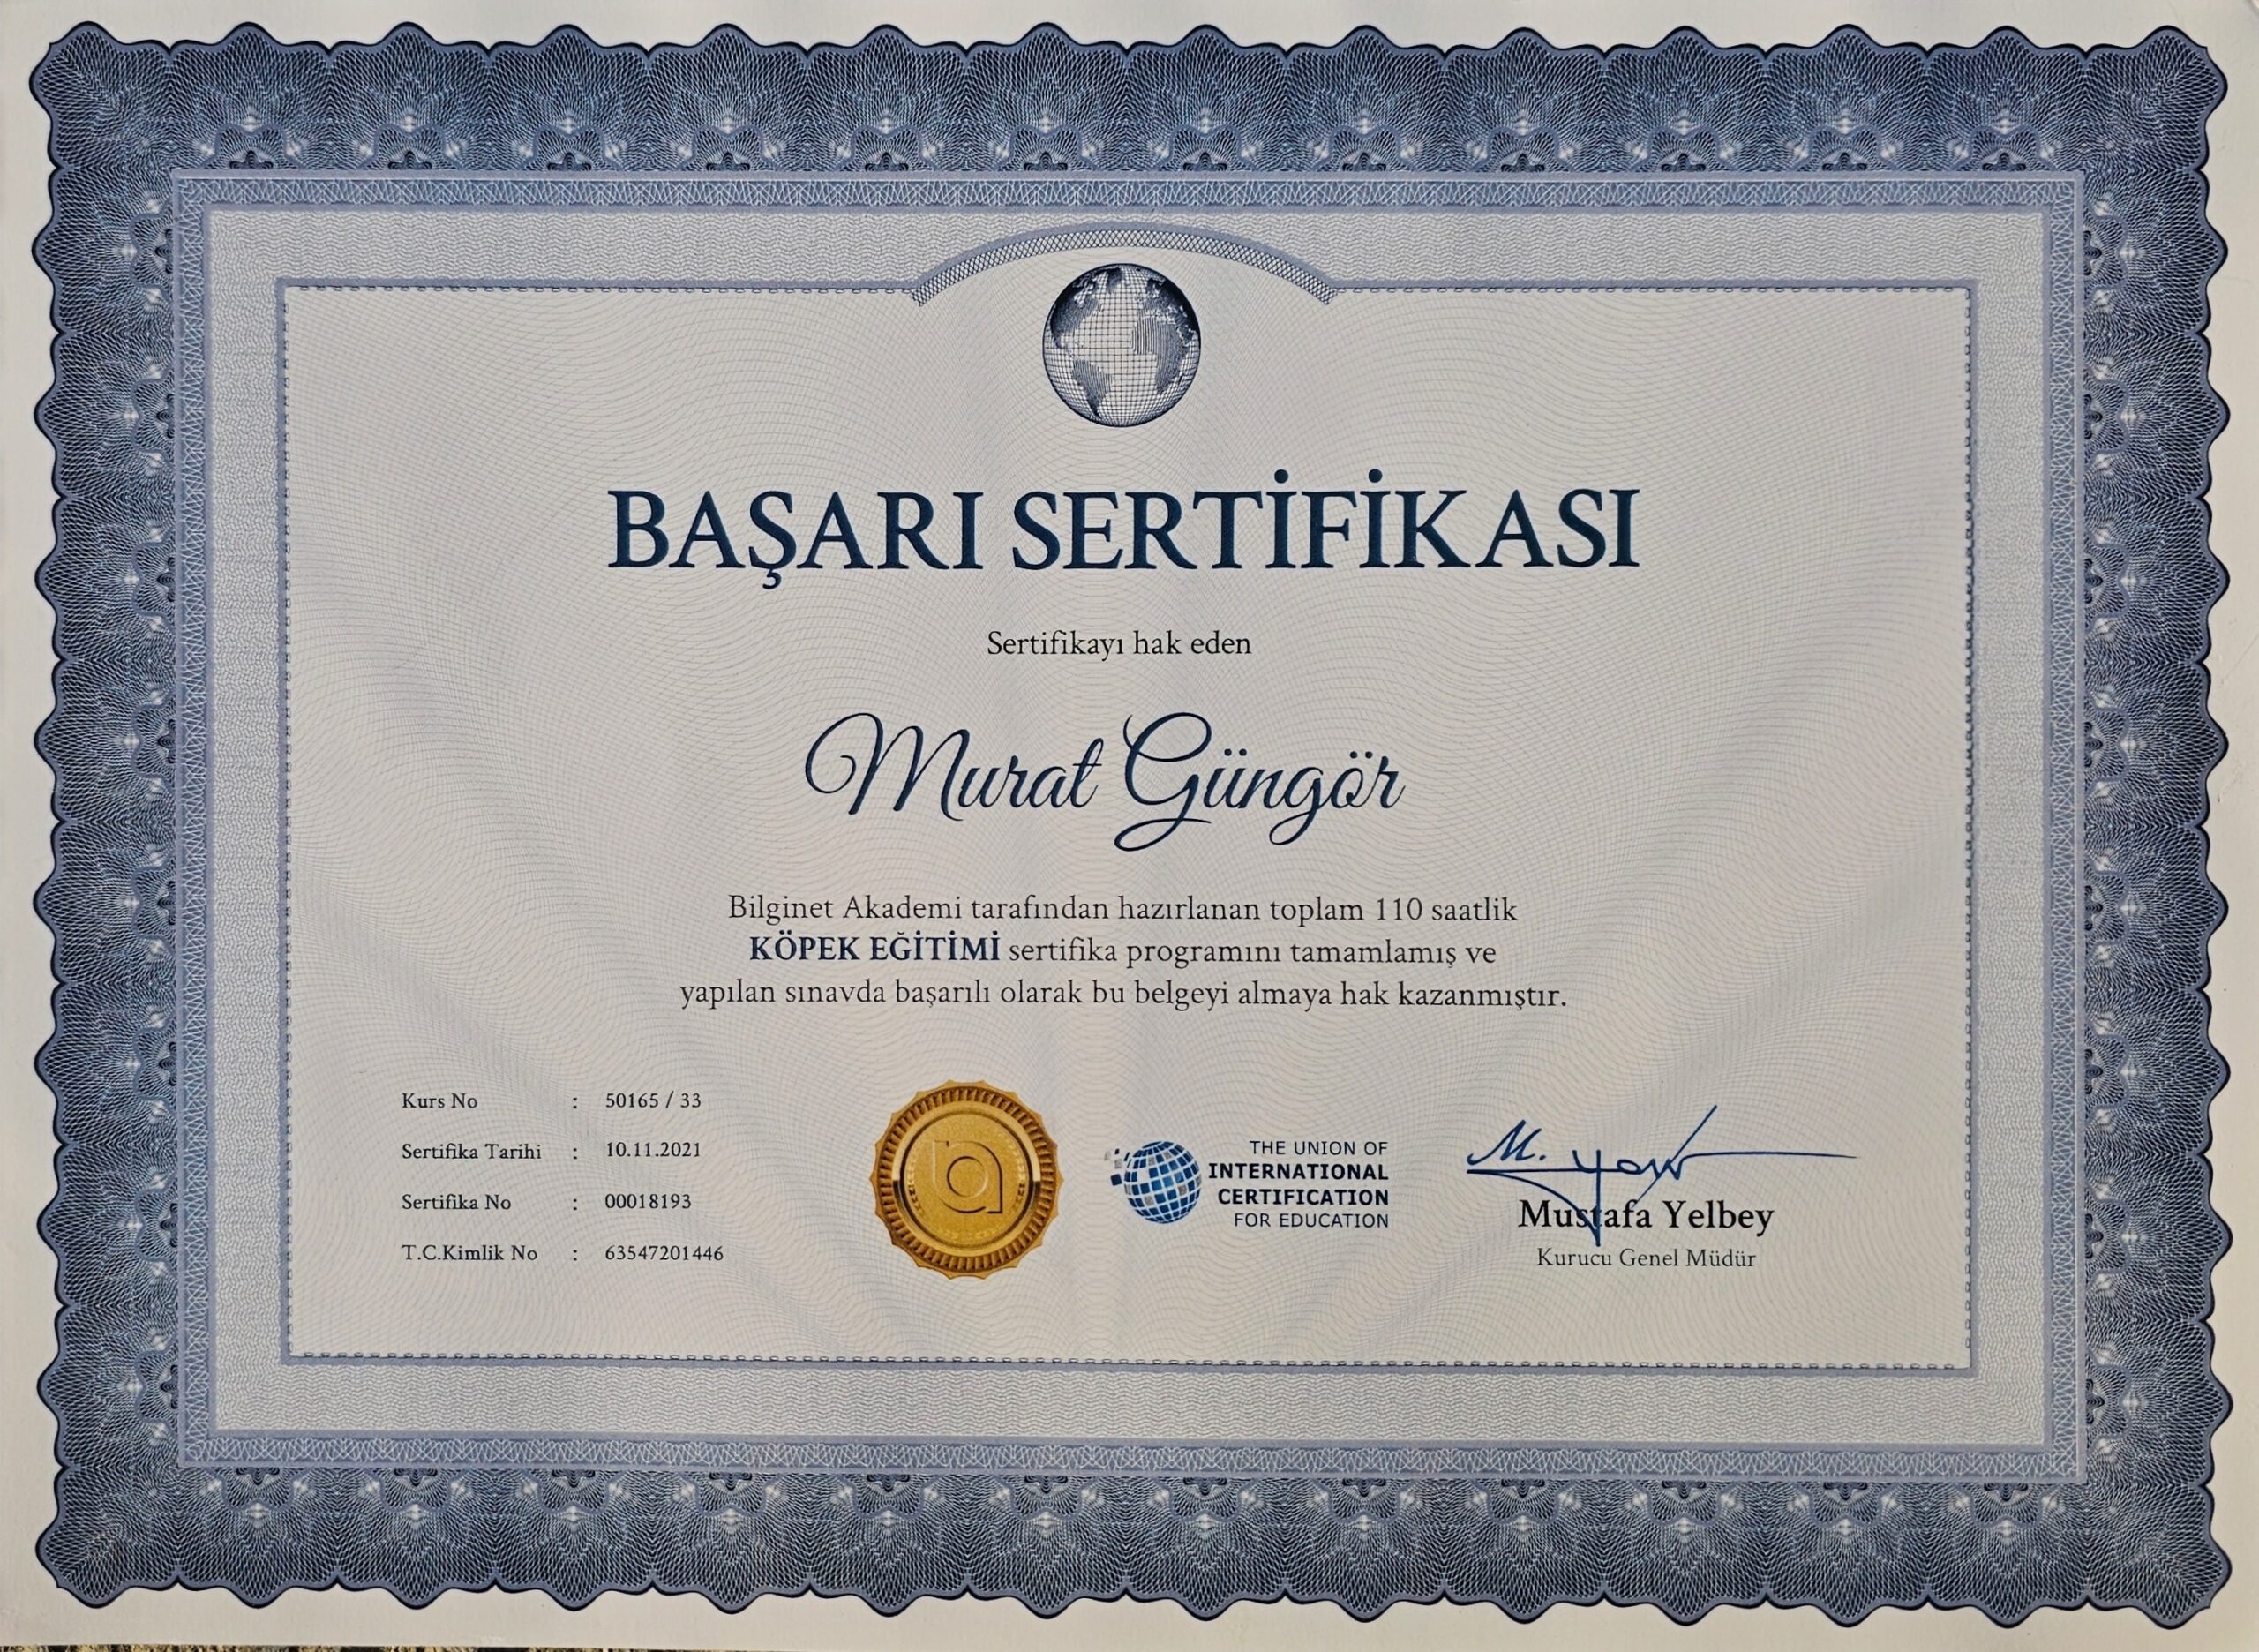 BAŞARI SERTİFİKASI
Sertifikayı hak eden
Murat Güngör
Bilginet Akademi tarafından hazırlanan toplam 110 saatlik
KÖPEK EĞİTİMİ sertifika programını tamamlamış ve
yapılan sınavda başarılı olarak bu belgeyi almaya hak kazanmıştır.
Kurs No : 50165 / 33
Sertifika Tarihi : 10.11.2021
Sertifika No : 00018193
T.C.Kimlik No : 63547201446
THE UNION OF
INTERNATIONAL
CERTIFICATION
FOR EDUCATION
Mustafa Yelbey
Kurucu Genel Müdür